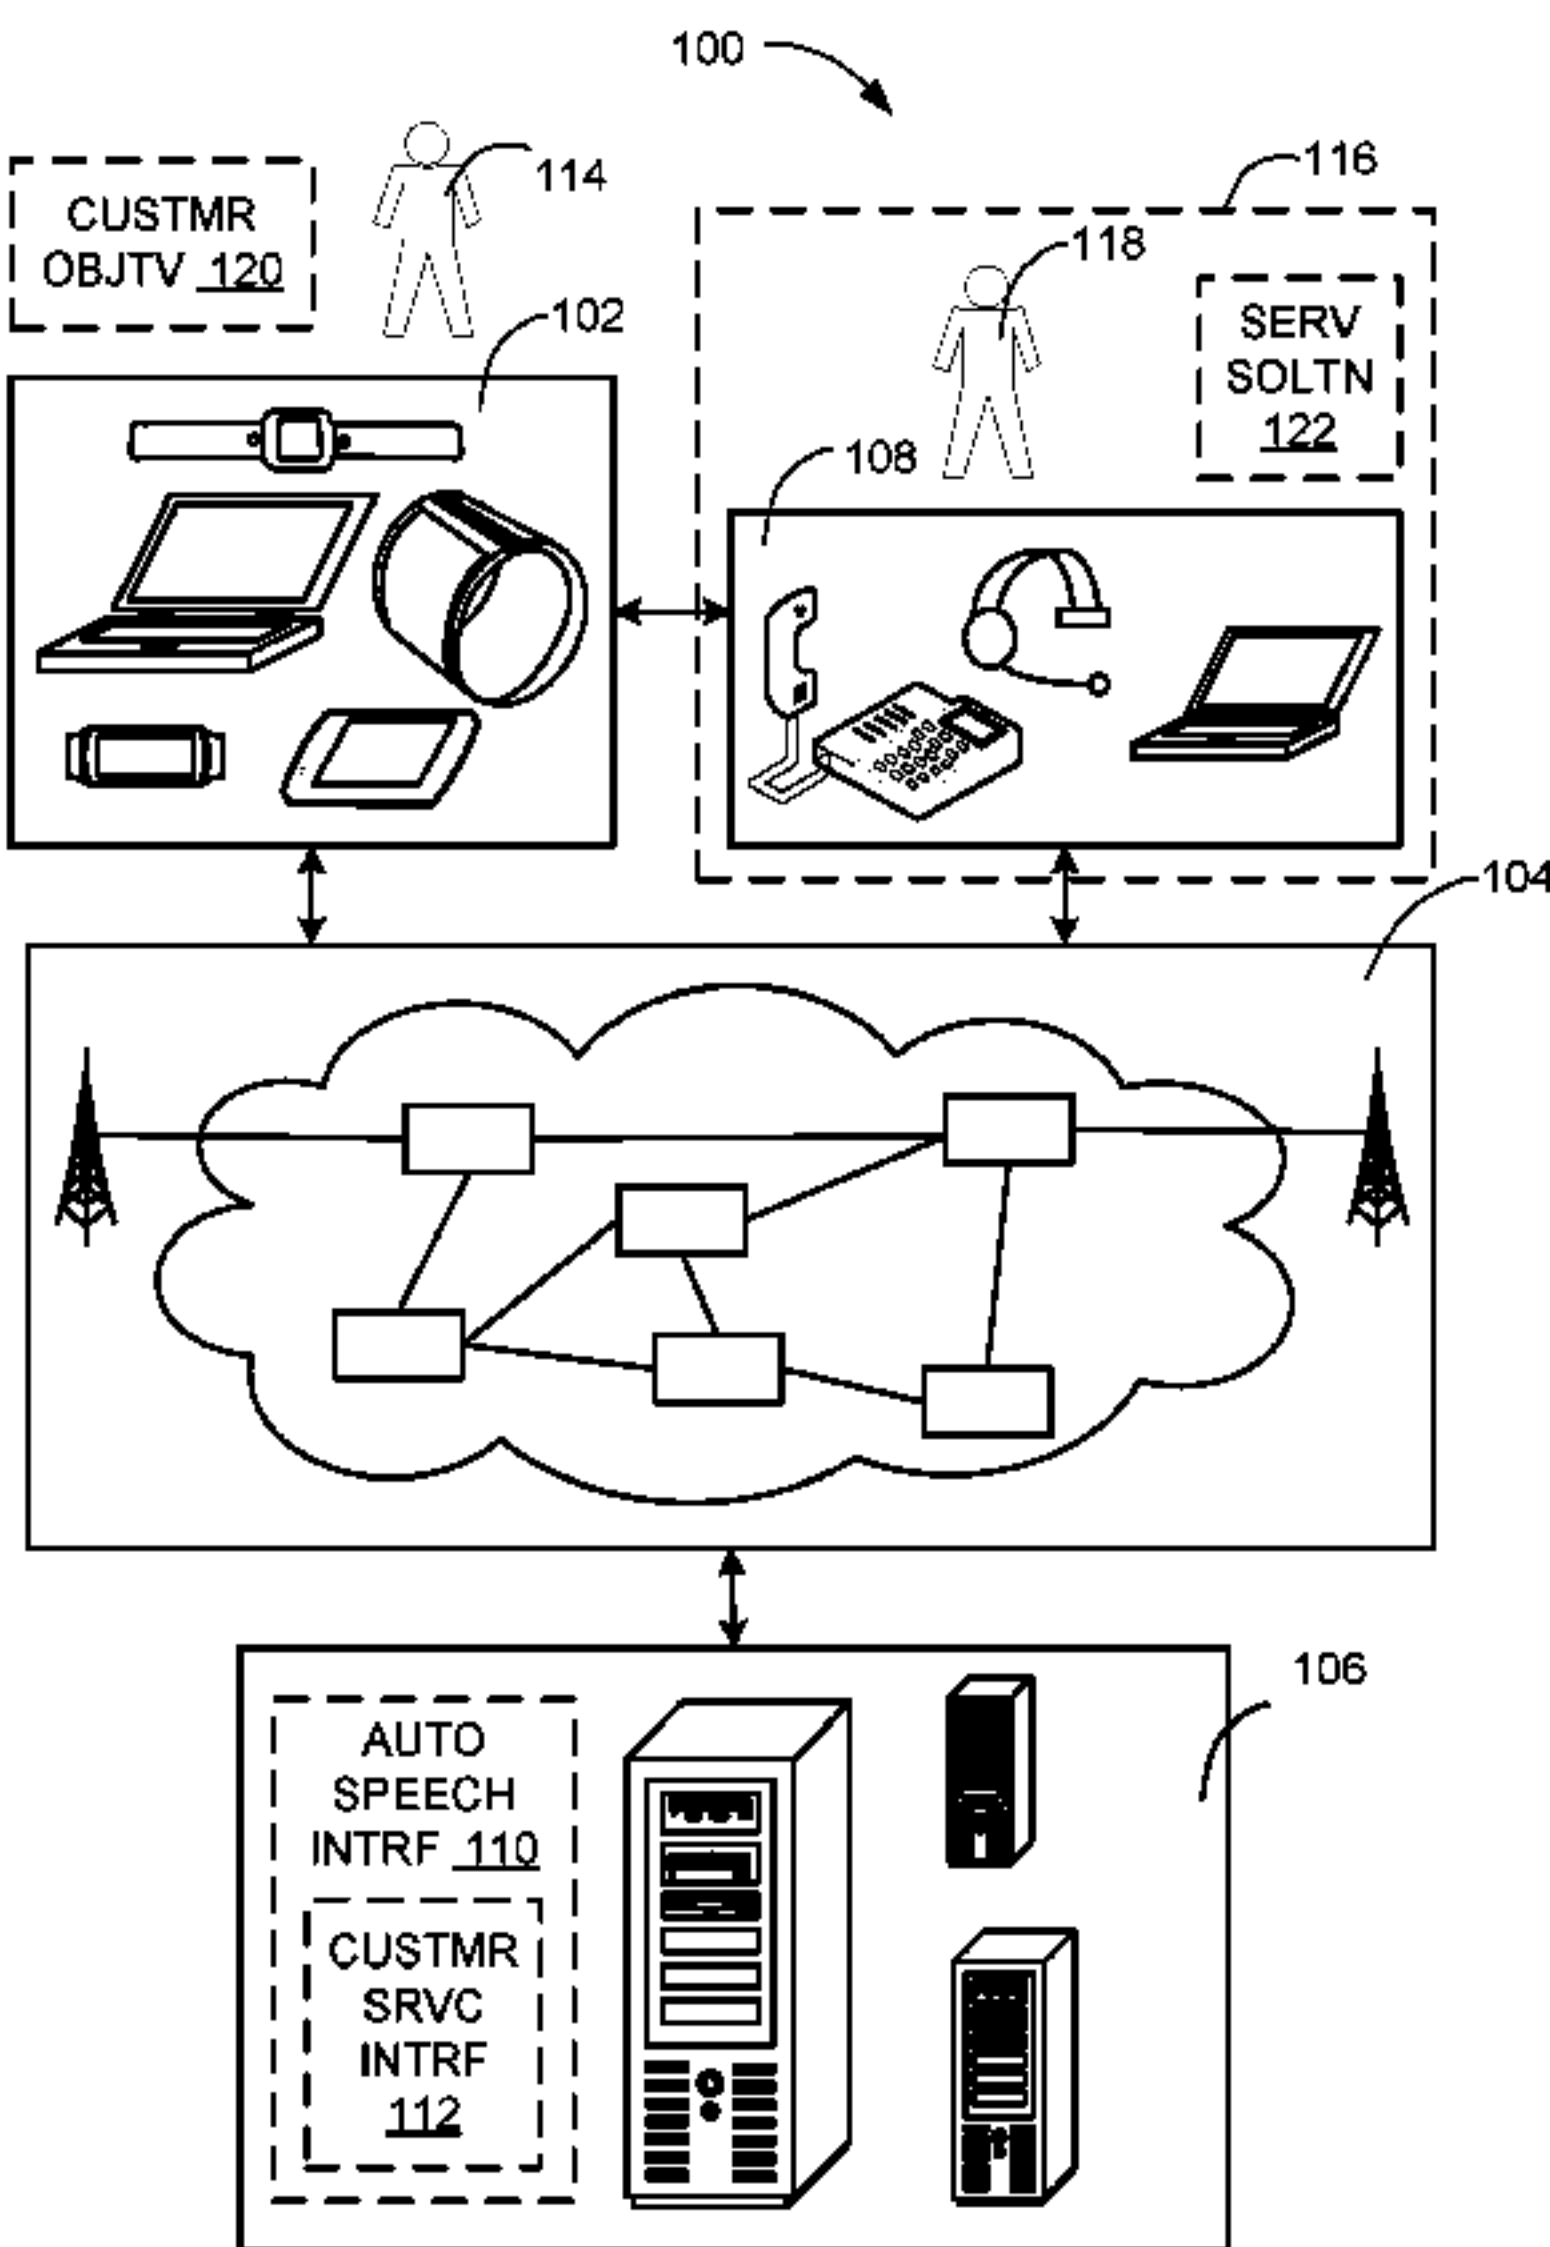 100
114
116
CUSTMR
OBJTV 120
118
102
SERV
SOLTN
122
108
104
106
AUTO
SPEECH
INTRF 110
CUSTMR
SRVC
INTRF
112